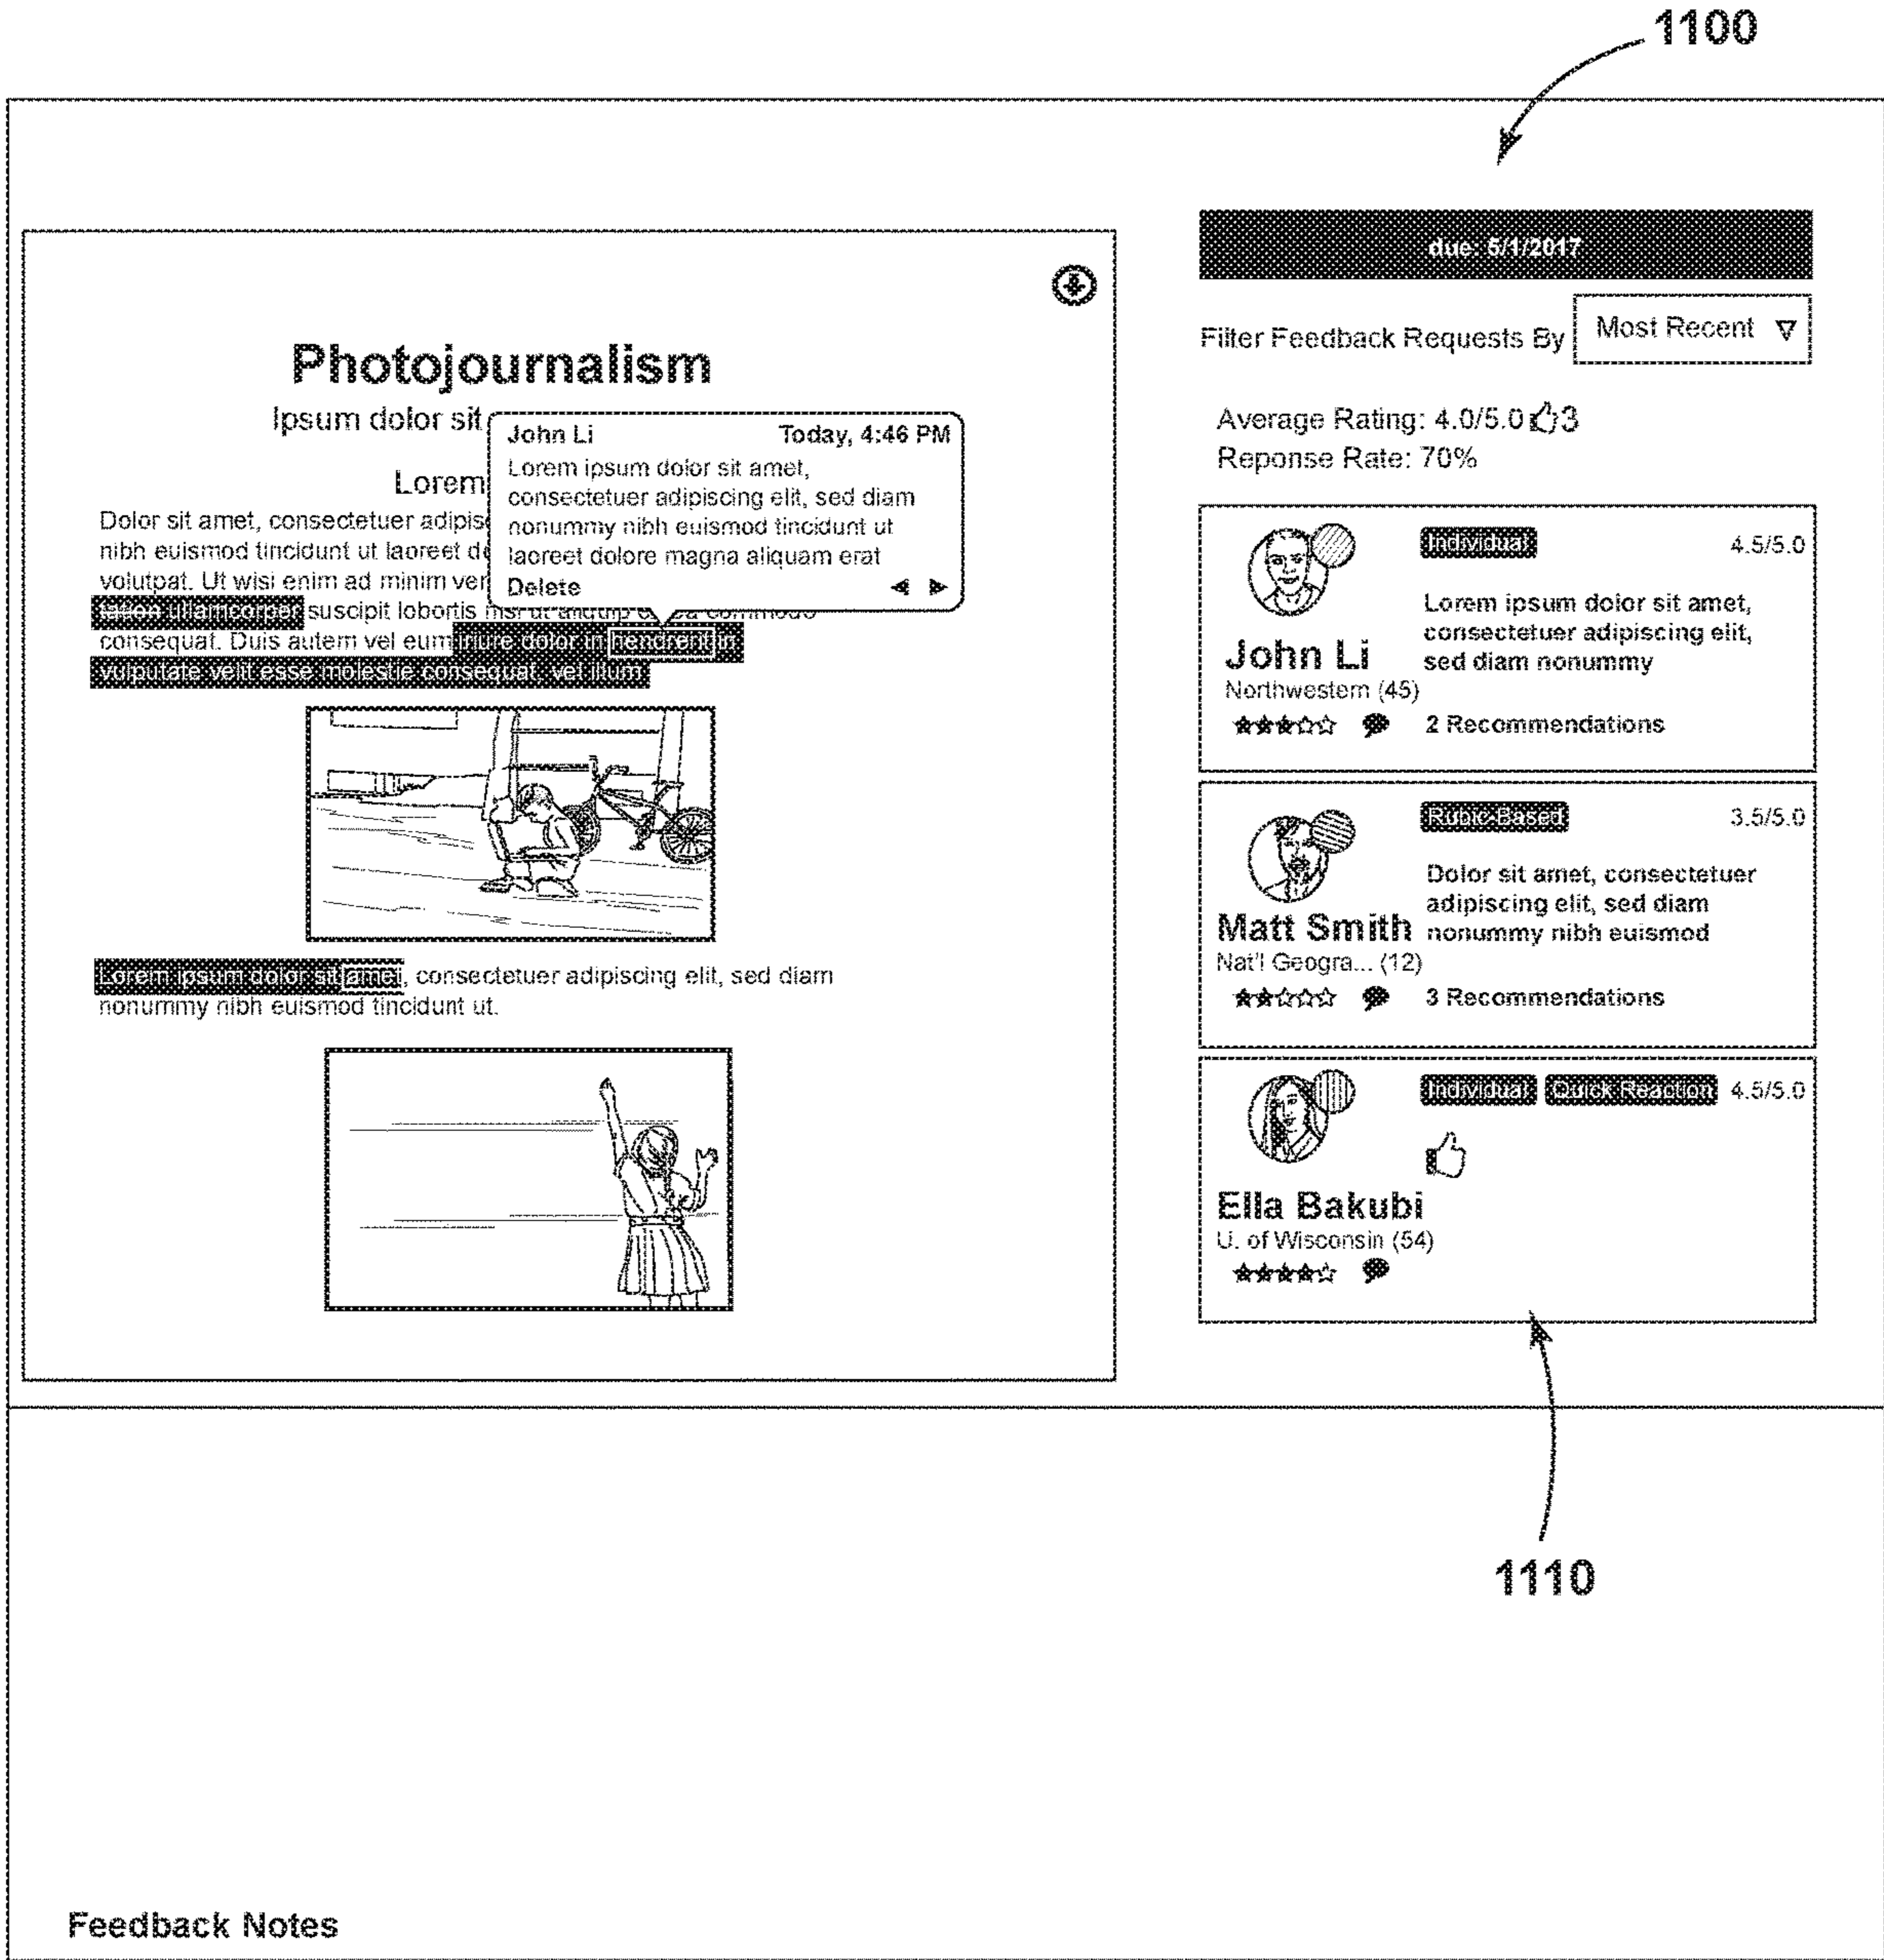 1100
due: 5/1/2017
Filter Feedback Requests By
Most Recent
Average Rating: 4.0/5.0 3
Reponse Rate: 70%
Photojournalism
Ipsum dolor sit
Lorem
Dolor sit amet, consectetuer adipis
nibh euismod tincidunt ut laoreet d
volutpat. Ut wisi enim ad minim ver
tation ullamcorper suscipit lobortis nisl ut aliquip commodo
consequat. Duis autem vel eum iriure dolor in hendrerit in
vulputate velit esse molestie consequat, vel illum
John Li Today, 4:46 PM
Lorem ipsum dolor sit amet,
consectetuer adipiscing elit, sed diam
nonummy nibh euismod tincidunt ut
laoreet dolore magna aliquam erat
Delete
Lorem ipsum dolor sit amet, consectetuer adipiscing elit, sed diam
nonummy nibh euismod tincidunt ut.
Individual 4.5/5.0
Lorem ipsum dolor sit amet,
consectetuer adipiscing elit,
sed diam nonummy
John Li
Northwestern (45)
2 Recommendations
Rubic-Based 3.5/5.0
Dolor sit amet, consectetuer
adipiscing elit, sed diam
nonummy nibh euismod
Matt Smith
Nat'l Geogra... (12)
3 Recommendations
Individual Quick Reaction 4.5/5.0
Ella Bakubi
U. of Wisconsin (54)
1110
Feedback Notes